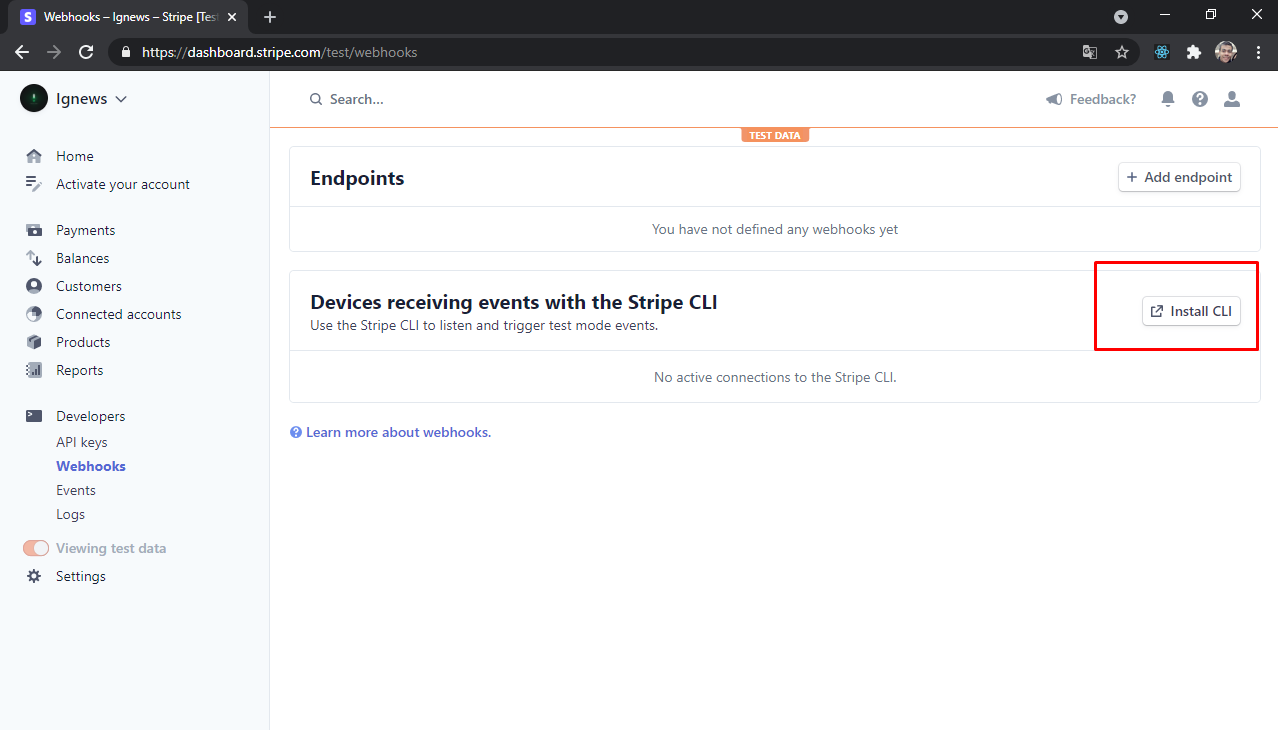 Webhooks – Ignews – Stripe [Tes
https://dashboard.stripe.com/test/webhooks
Ignews
Search...
Feedback?
TEST DATA
Home
Activate your account
Payments
Balances
Customers
Connected accounts
Products
Reports
Developers
API keys
Webhooks
Events
Logs
Viewing test data
Settings
Endpoints
+ Add endpoint
You have not defined any webhooks yet
Devices receiving events with the Stripe CLI
Use the Stripe CLI to listen and trigger test mode events.
Install CLI
No active connections to the Stripe CLI.
Learn more about webhooks.